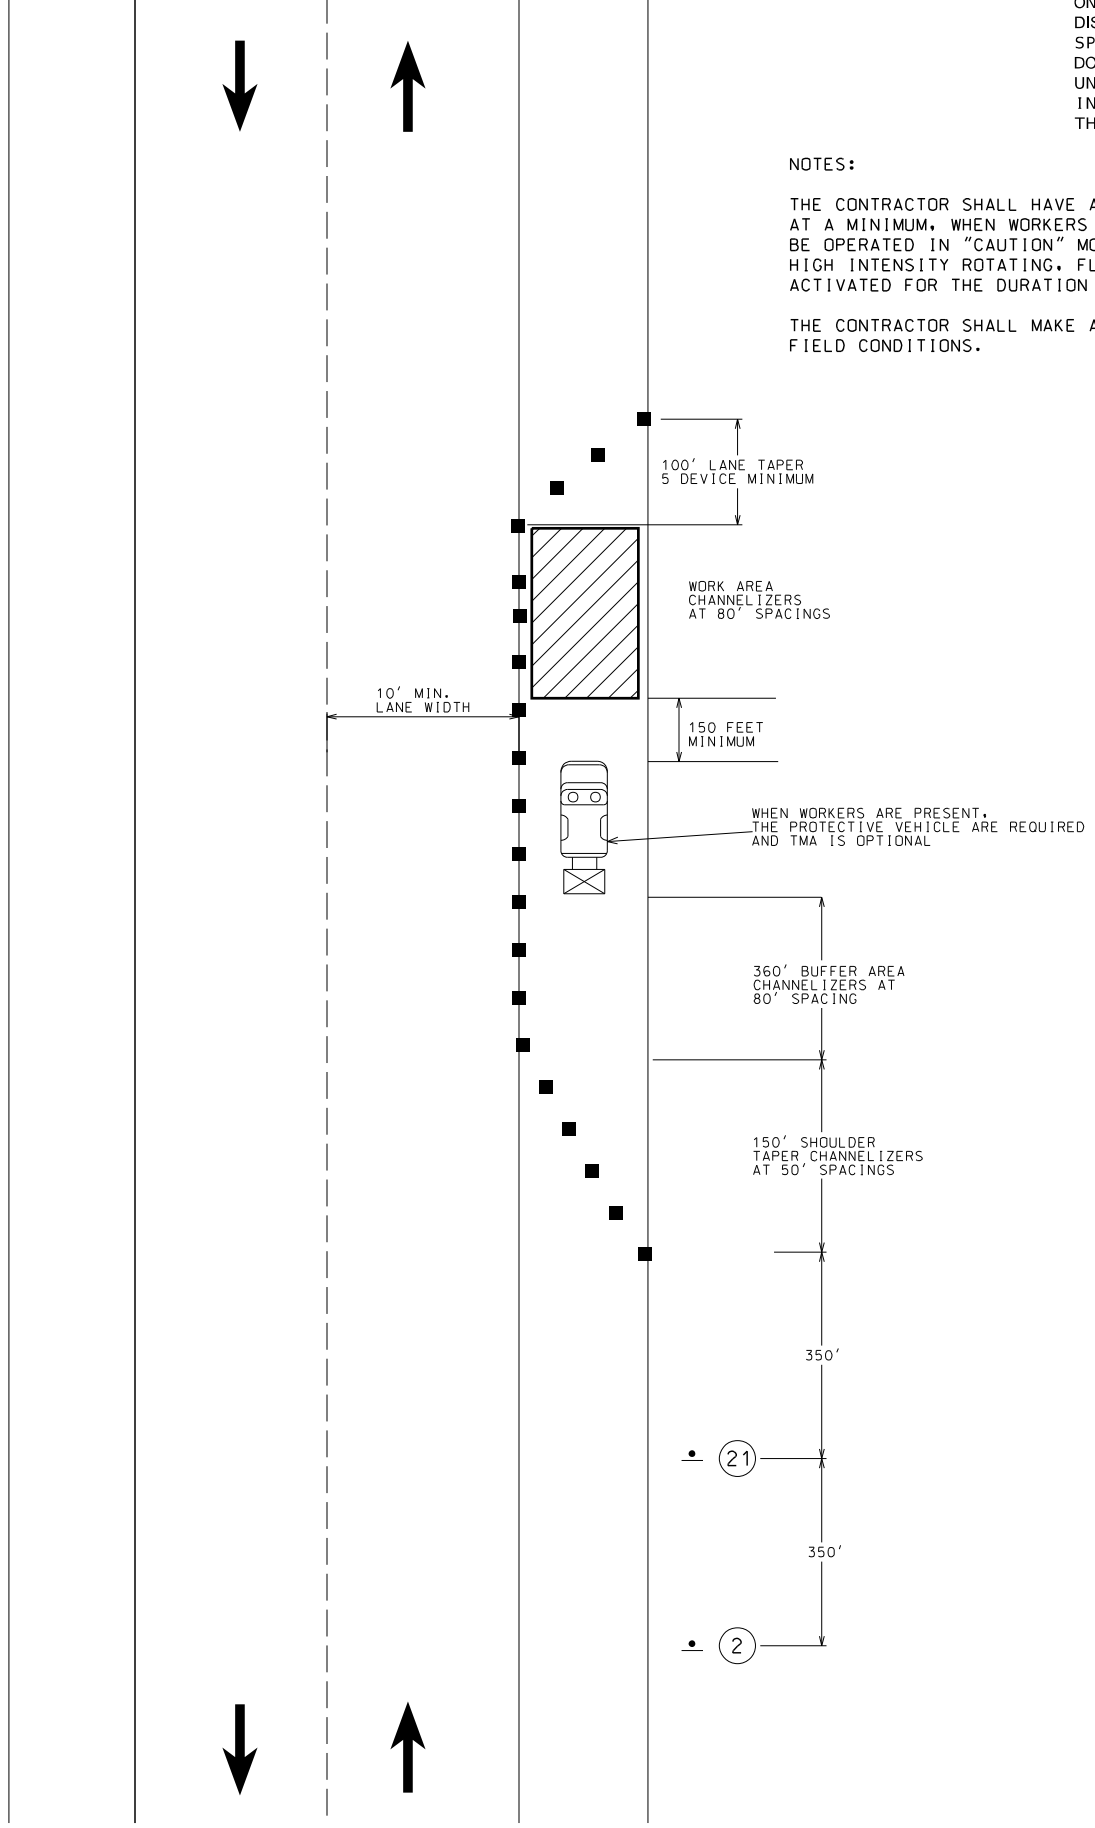 DO
THE
NOTES:
THE CONTRACTOR SHALL HAVE A
AT A MINIMUM, WHEN WORKERS
BE OPERATED IN "CAUTION" MO
HIGH INTENSITY ROTATING, FL
ACTIVATED FOR THE DURATION
THE CONTRACTOR SHALL MAKE A
FIELD CONDITIONS.
100' LANE TAPER
5 DEVICE MINIMUM
WORK AREA
CHANNELIZERS
AT 80' SPACINGS
10' MIN.
LANE WIDTH
150 FEET
MINIMUM
WHEN WORKERS ARE PRESENT,
THE PROTECTIVE VEHICLE ARE REQUIRED
AND TMA IS OPTIONAL
360' BUFFER AREA
CHANNELIZERS AT
80' SPACING
150' SHOULDER
TAPER CHANNELIZERS
AT 50' SPACINGS
350'
21
350'
2